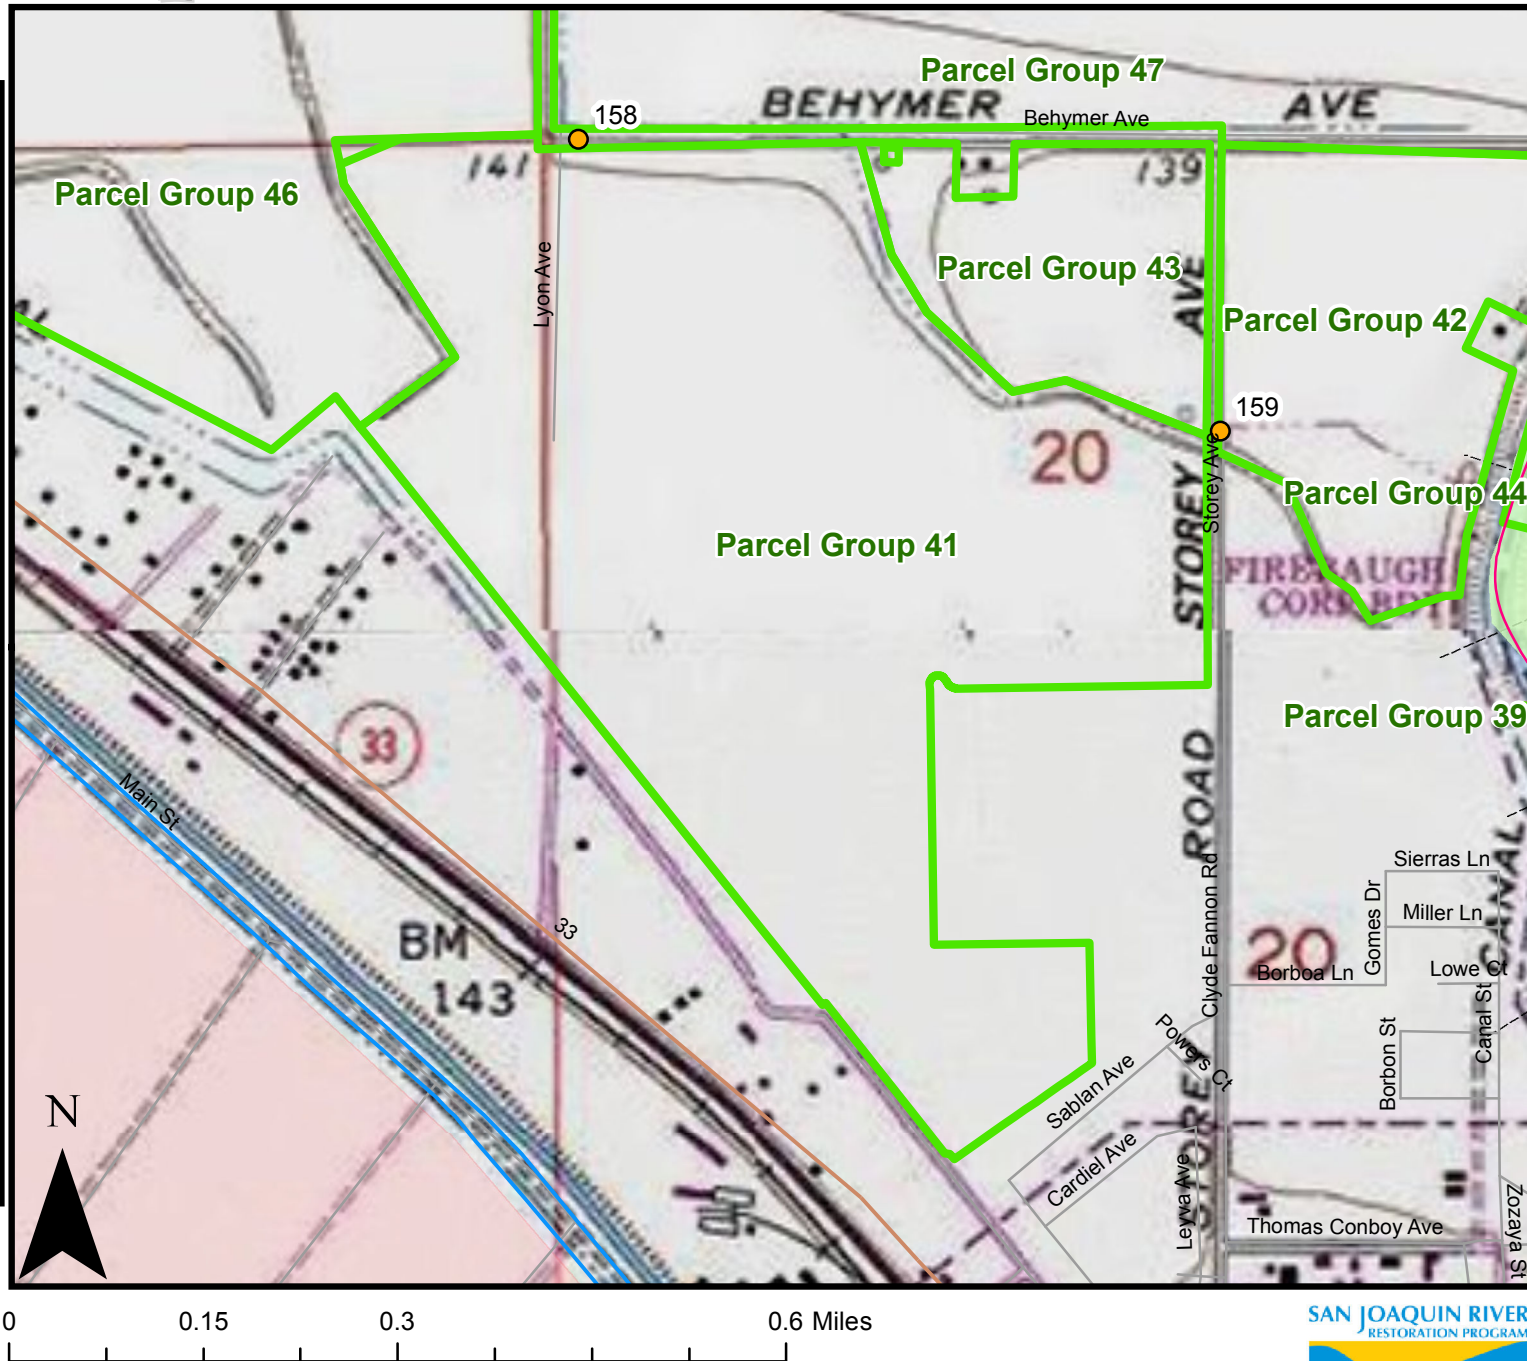 Parcel Group 47
BEHYMER AVE
Behymer Ave
158
141
139
Parcel Group 46
Lyon Ave
Parcel Group 43
STOREY AVE
Parcel Group 42
159
Storey Ave
20
Parcel Group 44
Parcel Group 41
FIREBAUGH
33
Parcel Group 39
ROAD
Main St
Clyde Fannon Rd
Sierras Ln
Gomes Dr
Miller Ln
CANAL
33
BM
143
20
Borboa Ln
Lowe Ct
Canal St
Borbon St
Powers Ct
Sablan Ave
Cardiel Ave
Leyva Ave
Thomas Conboy Ave
Zozaya St
N
0 0.15 0.3 0.6 Miles
SAN JOAQUIN RIVER
RESTORATION PROGRAM